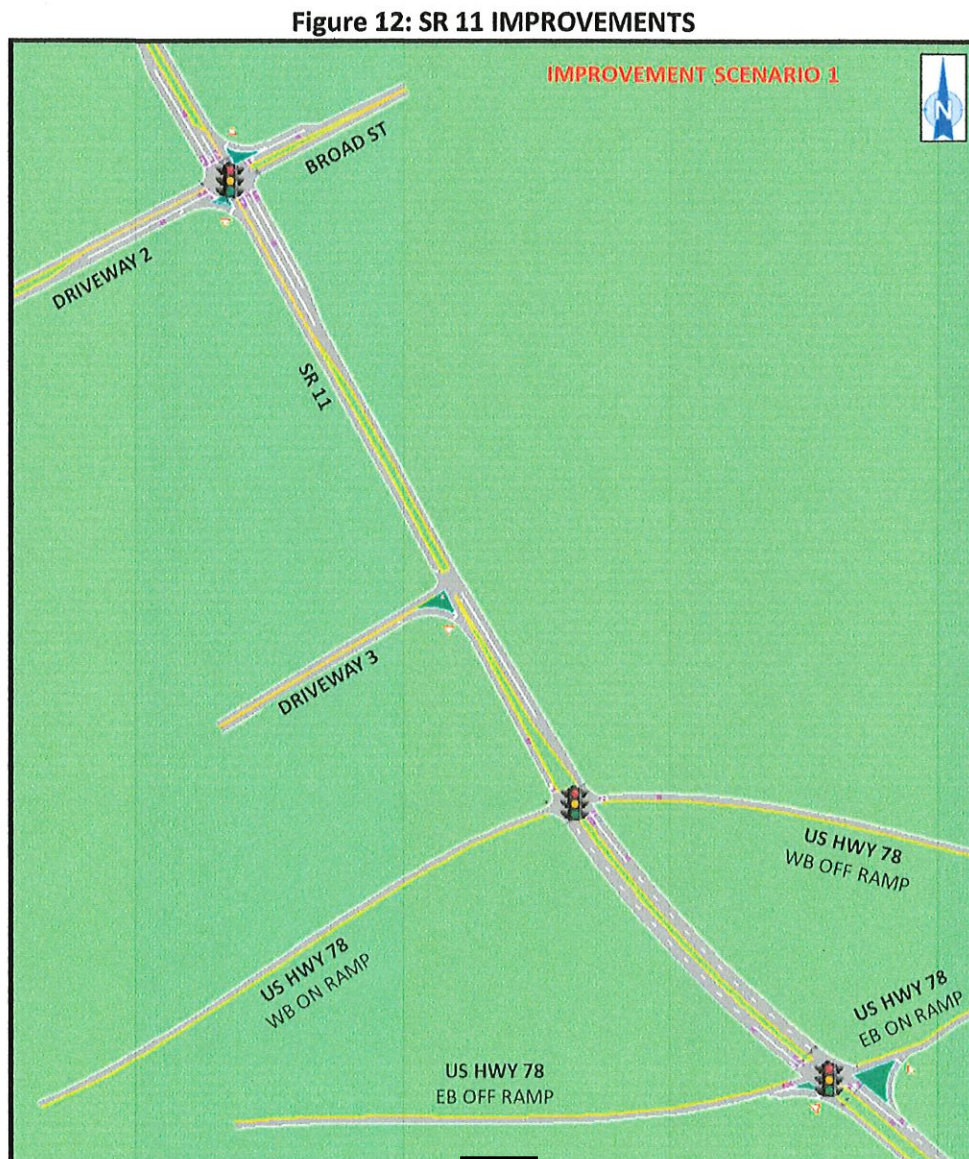 Figure 12: SR 11 IMPROVEMENTS
IMPROVEMENT SCENARIO 1
N
BROAD ST
DRIVEWAY 2
SR 11
DRIVEWAY 3
US HWY 78
WB OFF RAMP
US HWY 78
WB ON RAMP
US HWY 78
EB ON RAMP
US HWY 78
EB OFF RAMP